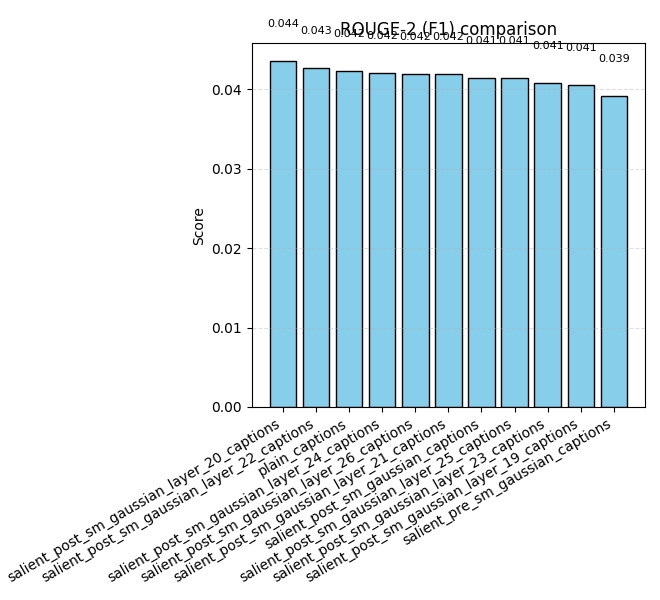 ROUGE-2 (F1) comparison
0.044
0.043
0.042
0.042
0.042
0.042
0.041
0.041
0.041
0.041
0.039
Score
0.04
0.03
0.02
0.01
0.00
salient_post_sm_gaussian_layer_20_captions
salient_post_sm_gaussian_layer_22_captions
plain_captions
salient_post_sm_gaussian_layer_24_captions
salient_post_sm_gaussian_layer_26_captions
salient_post_sm_gaussian_layer_21_captions
salient_post_sm_gaussian_captions
salient_post_sm_gaussian_layer_25_captions
salient_post_sm_gaussian_layer_23_captions
salient_post_sm_gaussian_layer_19_captions
salient_pre_sm_gaussian_captions